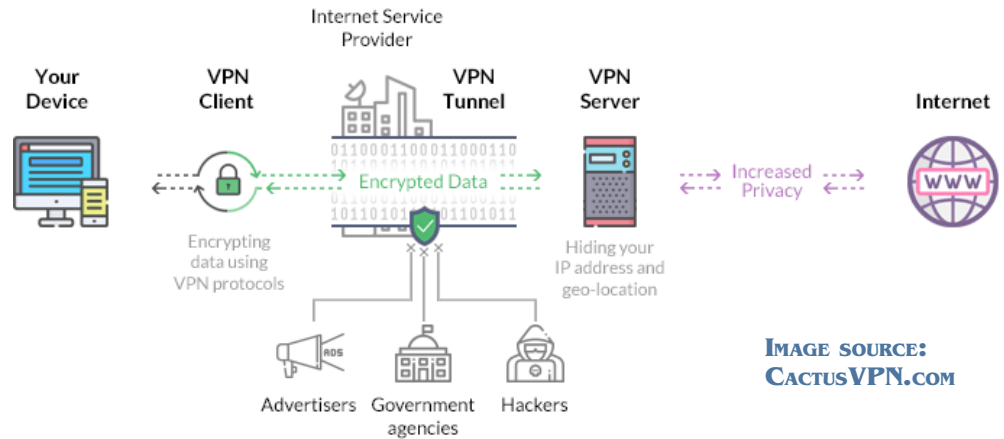 Internet Service
Provider
Your
Device
VPN
Client
VPN
Tunnel
VPN
Server
Internet
011000110001100011 0
Encrypted Data
Increased
Privacy
WWW
Encrypting
data using
VPN protocols
Hiding your
IP address and
geo-location
ADS
Advertisers
Government
agencies
Hackers
IMAGE SOURCE:
CACTUSVPN.COM